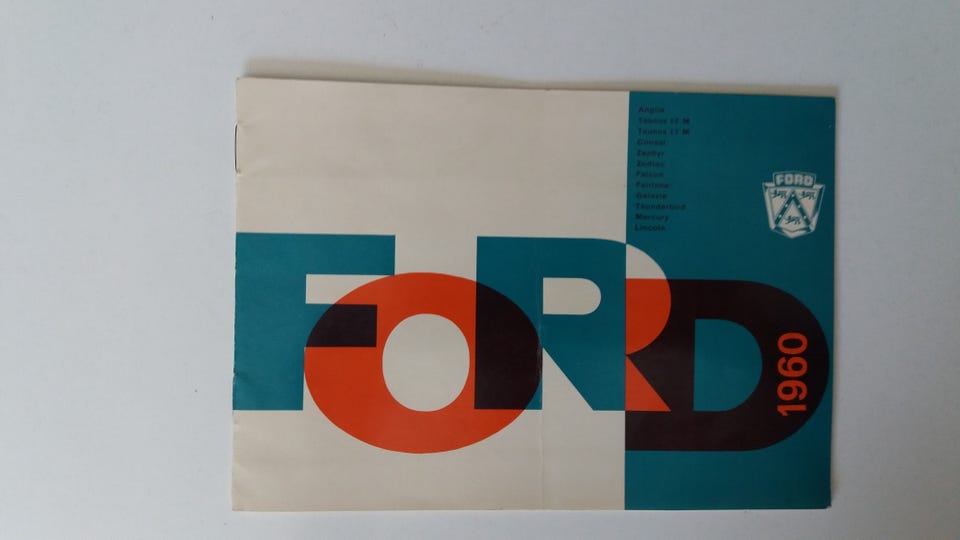 Anglia
Taunus 12 M
Taunus 17 M
Consul
Zephyr
Zodiac
Falcon
Fairlane
Galaxie
Thunderbird
Mercury
Lincoln
FORD
FORD
1960